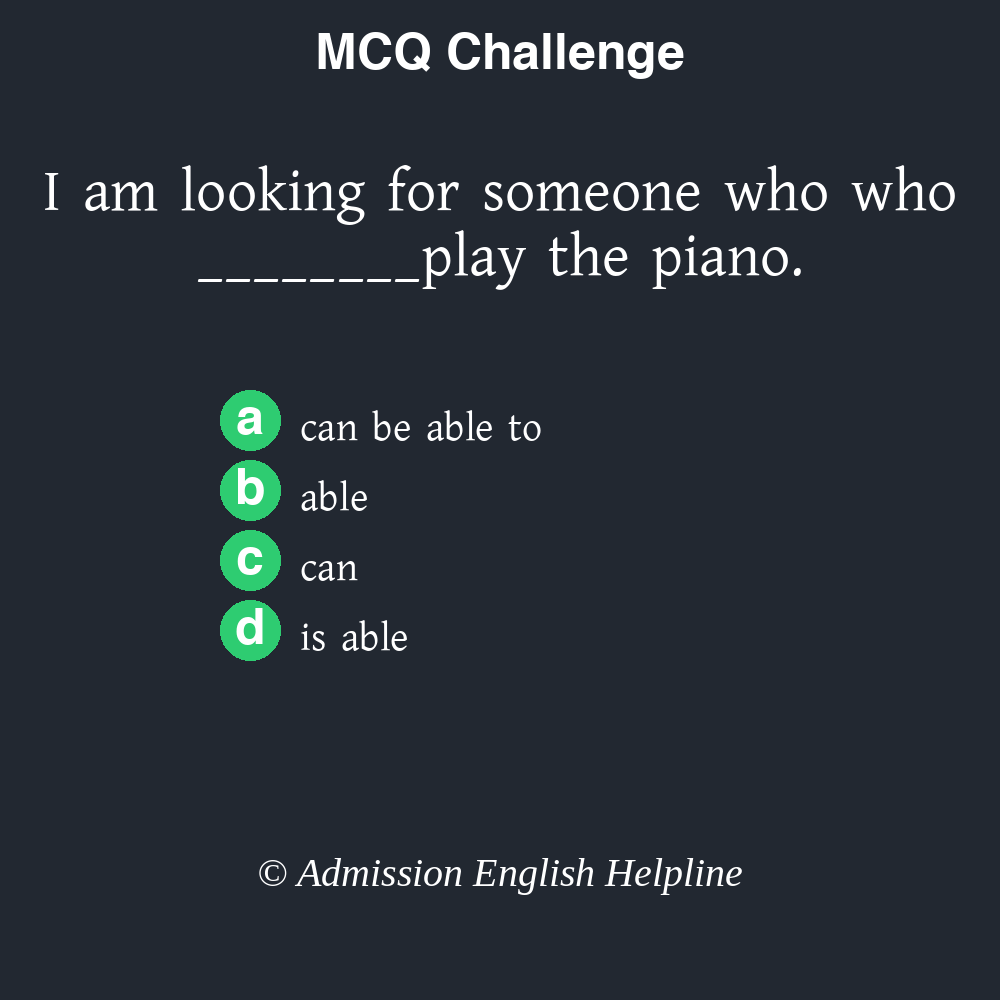 MCQ Challenge
I am looking for someone who who
________play the piano.
a can be able to
b able
c can
d is able
© Admission English Helpline